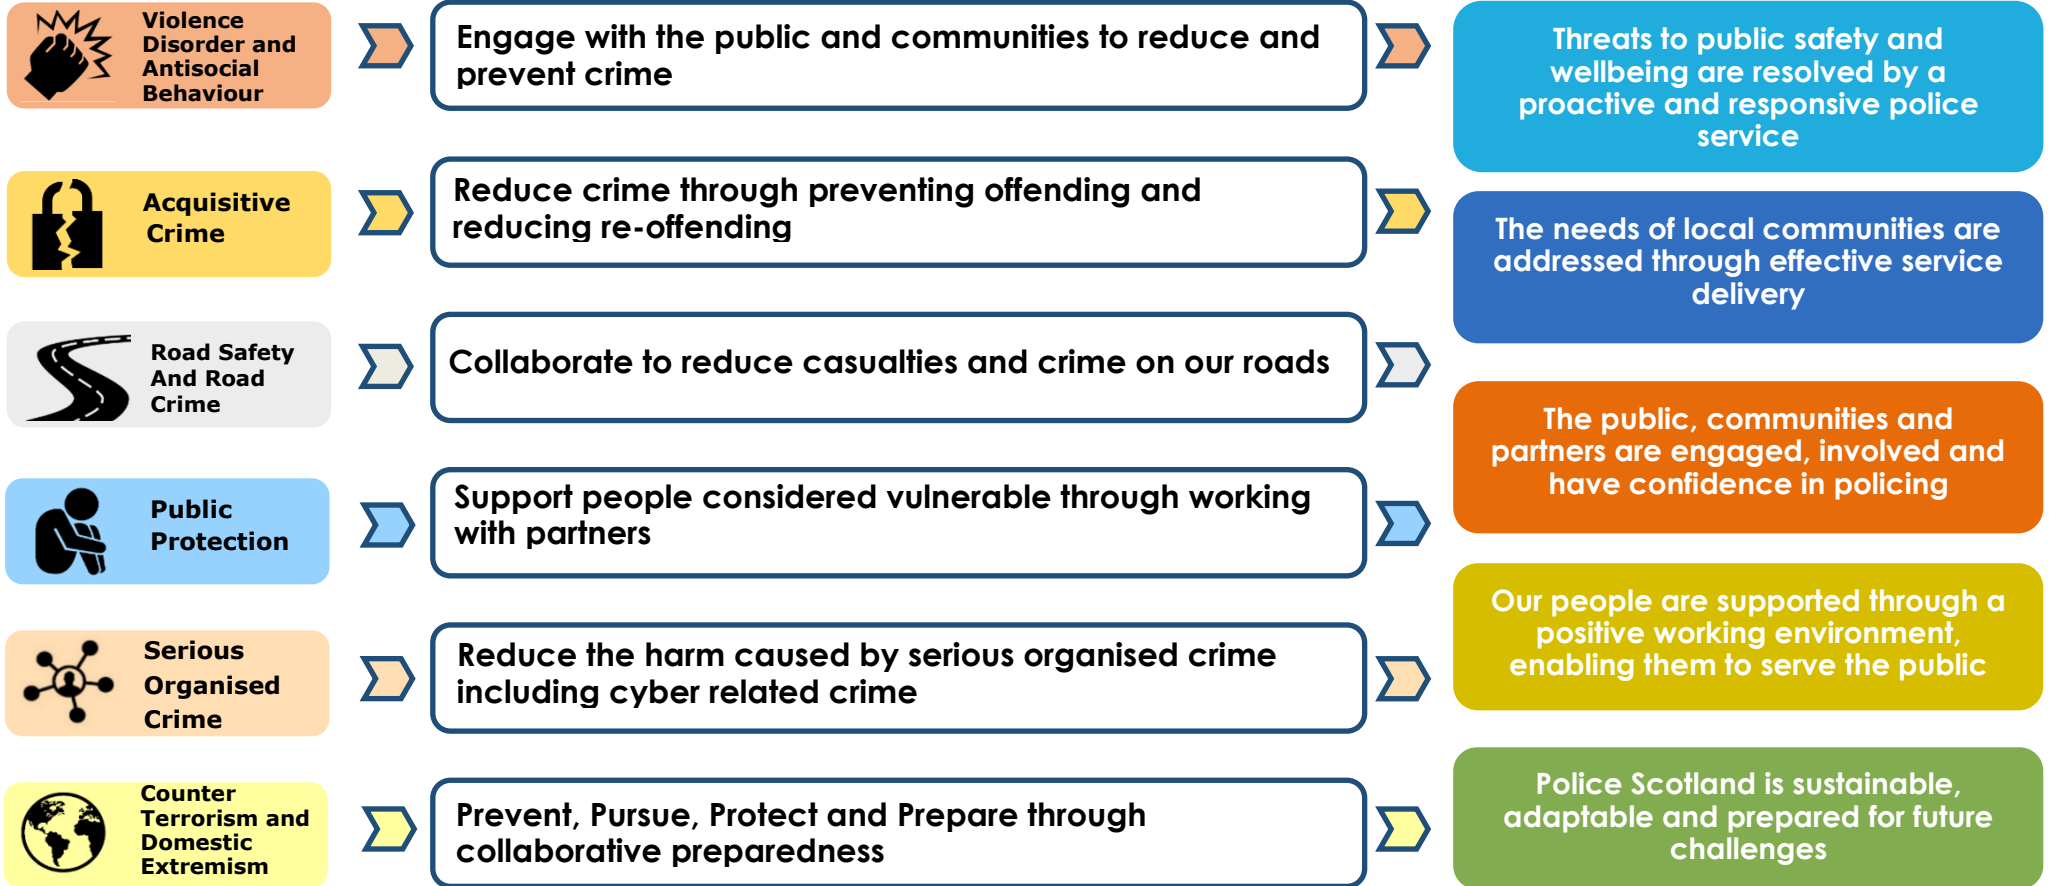 Violence
Disorder and
Antisocial
Behaviour
Engage with the public and communities to reduce and
prevent crime
Threats to public safety and
wellbeing are resolved by a
proactive and responsive police
service
Acquisitive
Crime
Reduce crime through preventing offending and
reducing re-offending
The needs of local communities are
addressed through effective service
delivery
Road Safety
And Road
Crime
Collaborate to reduce casualties and crime on our roads
The public, communities and
partners are engaged, involved and
have confidence in policing
Public
Protection
Support people considered vulnerable through working
with partners
Our people are supported through a
positive working environment,
enabling them to serve the public
Serious
Organised
Crime
Reduce the harm caused by serious organised crime
including cyber related crime
Counter
Terrorism and
Domestic
Extremism
Prevent, Pursue, Protect and Prepare through
collaborative preparedness
Police Scotland is sustainable,
adaptable and prepared for future
challenges